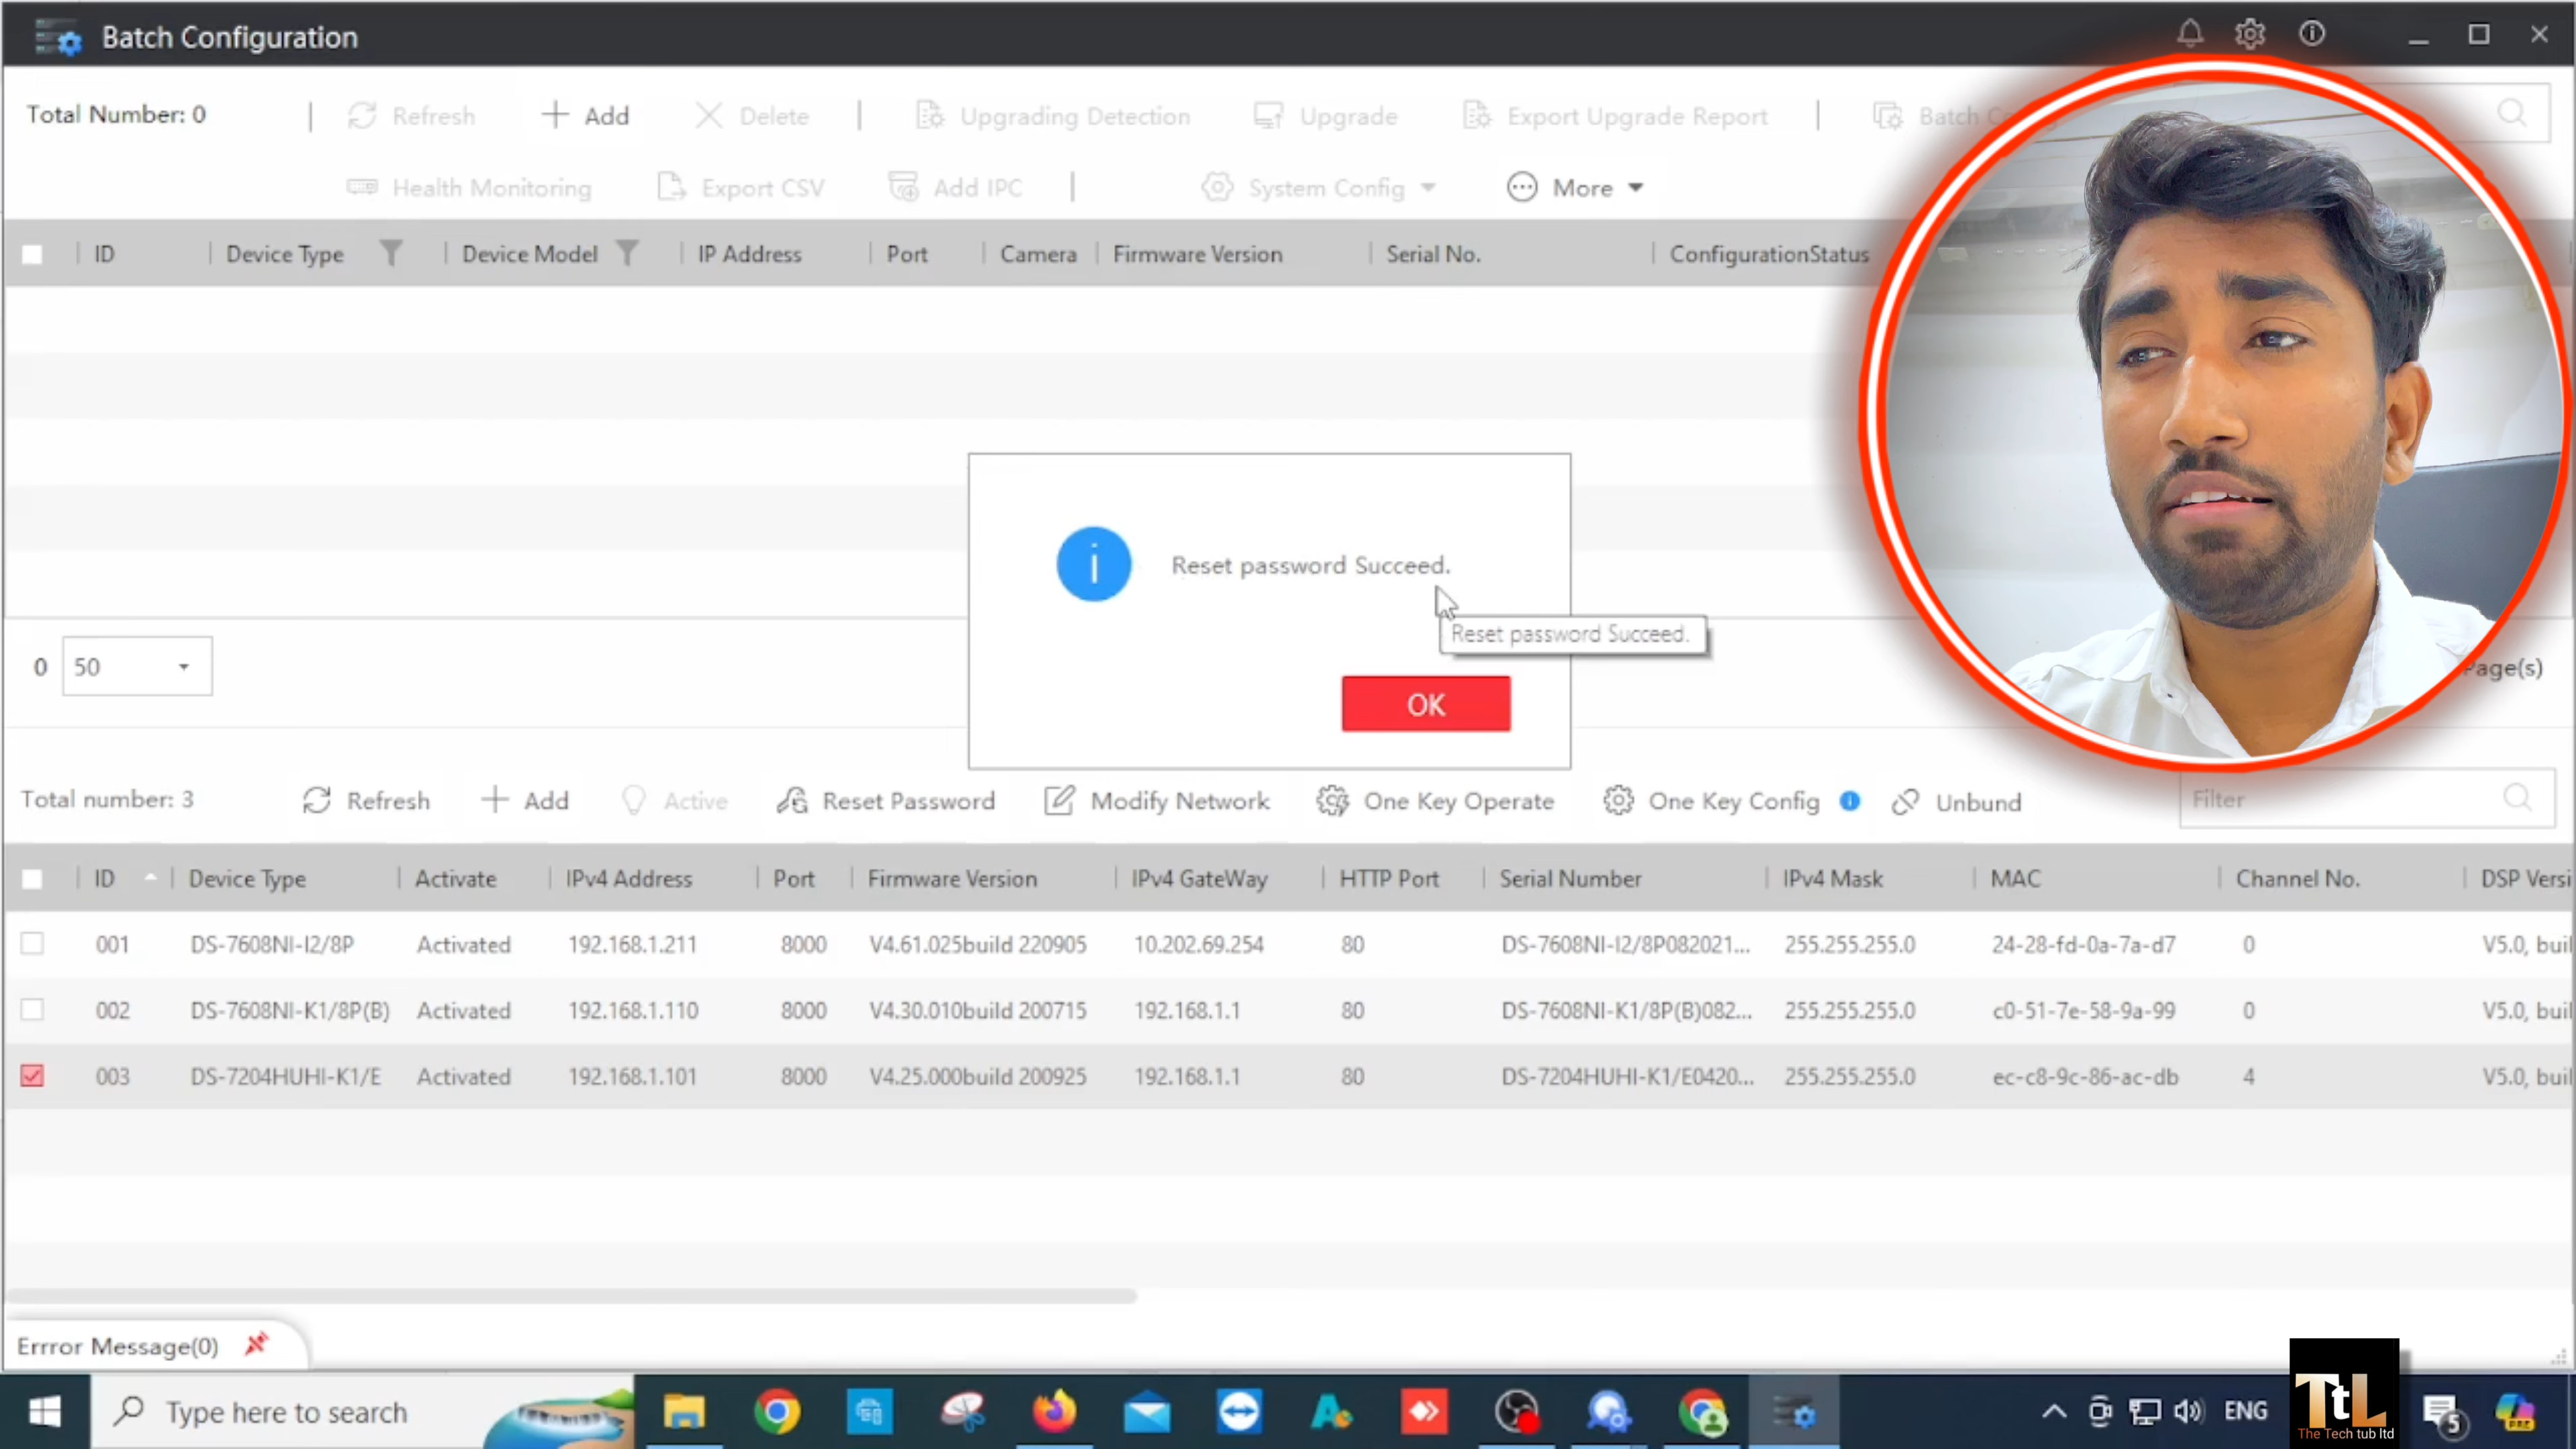 Batch Configuration
Total Number: 0 Refresh Add Delete Upgrading Detection Upgrade Export Upgrade Report Batch
Health Monitoring Export CSV Add IPC System Config More
ID Device Type Device Model IP Address Port Camera Firmware Version Serial No. ConfigurationStatus
Reset password Succeed.
Reset password Succeed.
OK
0 50 Page(s)
Total number: 3 Refresh Add Active Reset Password Modify Network One Key Operate One Key Config Unbund Filter
ID Device Type Activate IPv4 Address Port Firmware Version IPv4 GateWay HTTP Port Serial Number IPv4 Mask MAC Channel No. DSP Versi
001 DS-7608NI-I2/8P Activated 192.168.1.211 8000 V4.61.025build 220905 10.202.69.254 80 DS-7608NI-I2/8P082021... 255.255.255.0 24-28-fd-0a-7a-d7 0 V5.0, buil
002 DS-7608NI-K1/8P(B) Activated 192.168.1.110 8000 V4.30.010build 200715 192.168.1.1 80 DS-7608NI-K1/8P(B)082... 255.255.255.0 c0-51-7e-58-9a-99 0 V5.0, buil
003 DS-7204HUHI-K1/E Activated 192.168.1.101 8000 V4.25.000build 200925 192.168.1.1 80 DS-7204HUHI-K1/E0420... 255.255.255.0 ec-c8-9c-86-ac-db 4 V5.0, buil
Errror Message(0)
Type here to search ENG 5
TtL
The Tech tub ltd